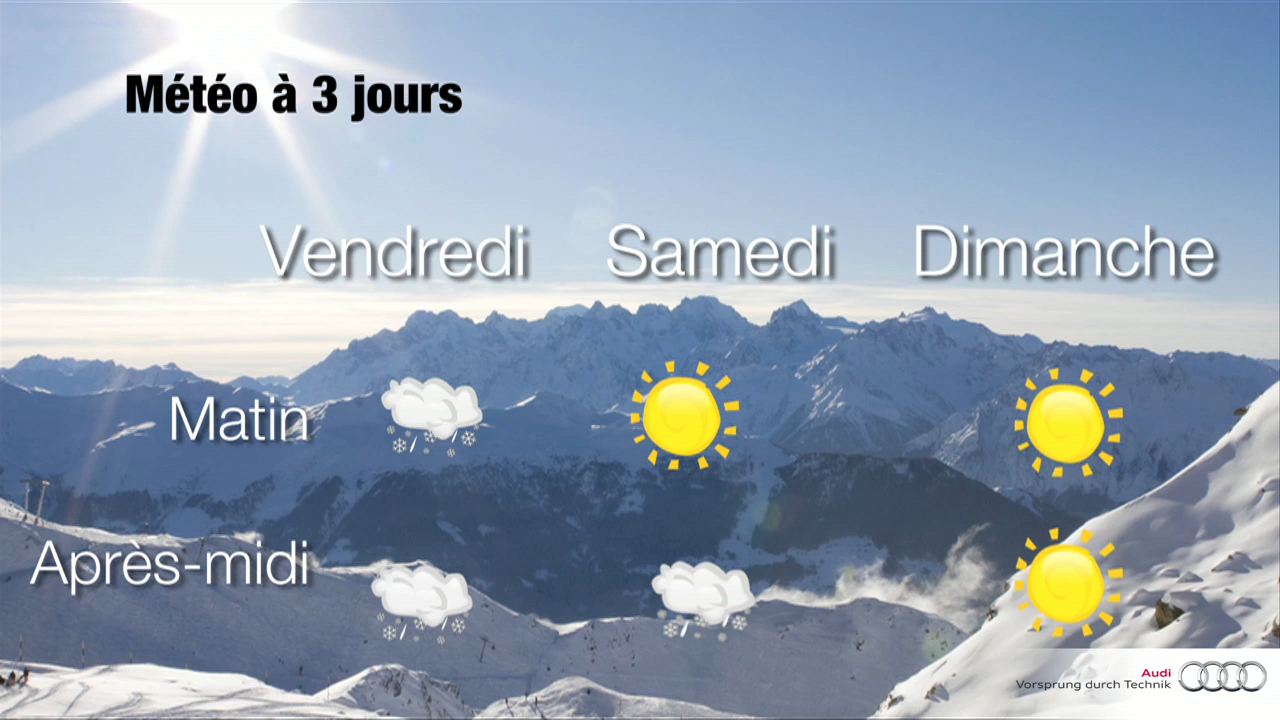 Météo à 3 jours
Vendredi Samedi Dimanche
Matin
Après-midi
Audi
Vorsprung durch Technik